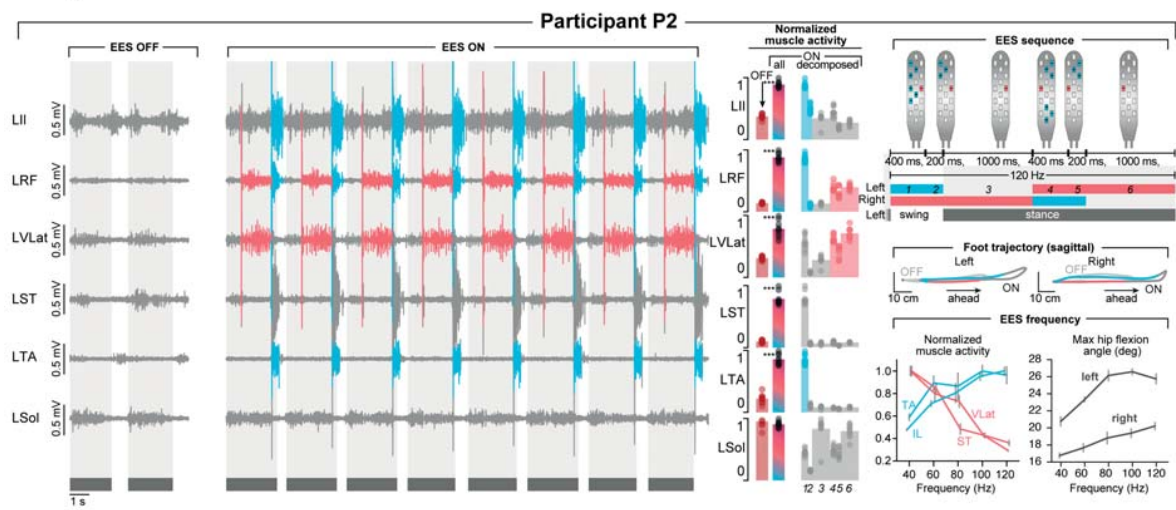 Participant P2
EES OFF
EES ON
Normalized
muscle activity
ON
OFF all decomposed
EES sequence
LII 0.5 mV
LRF 0.5 mV
LVLat 0.5 mV
LST 0.5 mV
LTA 0.5 mV
LSol 0.5 mV
1 s
*** 1 LII 0
*** 1 LRF 0
*** 1 LVLat 0
*** 1 LST 0
*** 1 LTA 0
1 LSol 0
12 3 45 6
400 ms, 200 ms, 1000 ms, 400 ms, 200 ms, 1000 ms,
120 Hz
Left 1 2 3 4 5 6
Right
Left swing stance
Foot trajectory (sagittal)
Left Right
OFF ON 10 cm ahead
OFF ON 10 cm ahead
EES frequency
Normalized
muscle activity
1.0
0.8
0.6
0.4
0.2
TA
IL
VLat
ST
40 60 80 100 120
Frequency (Hz)
Max hip flexion
angle (deg)
28
26
24
22
20
18
16
left
right
40 60 80 100 120
Frequency (Hz)